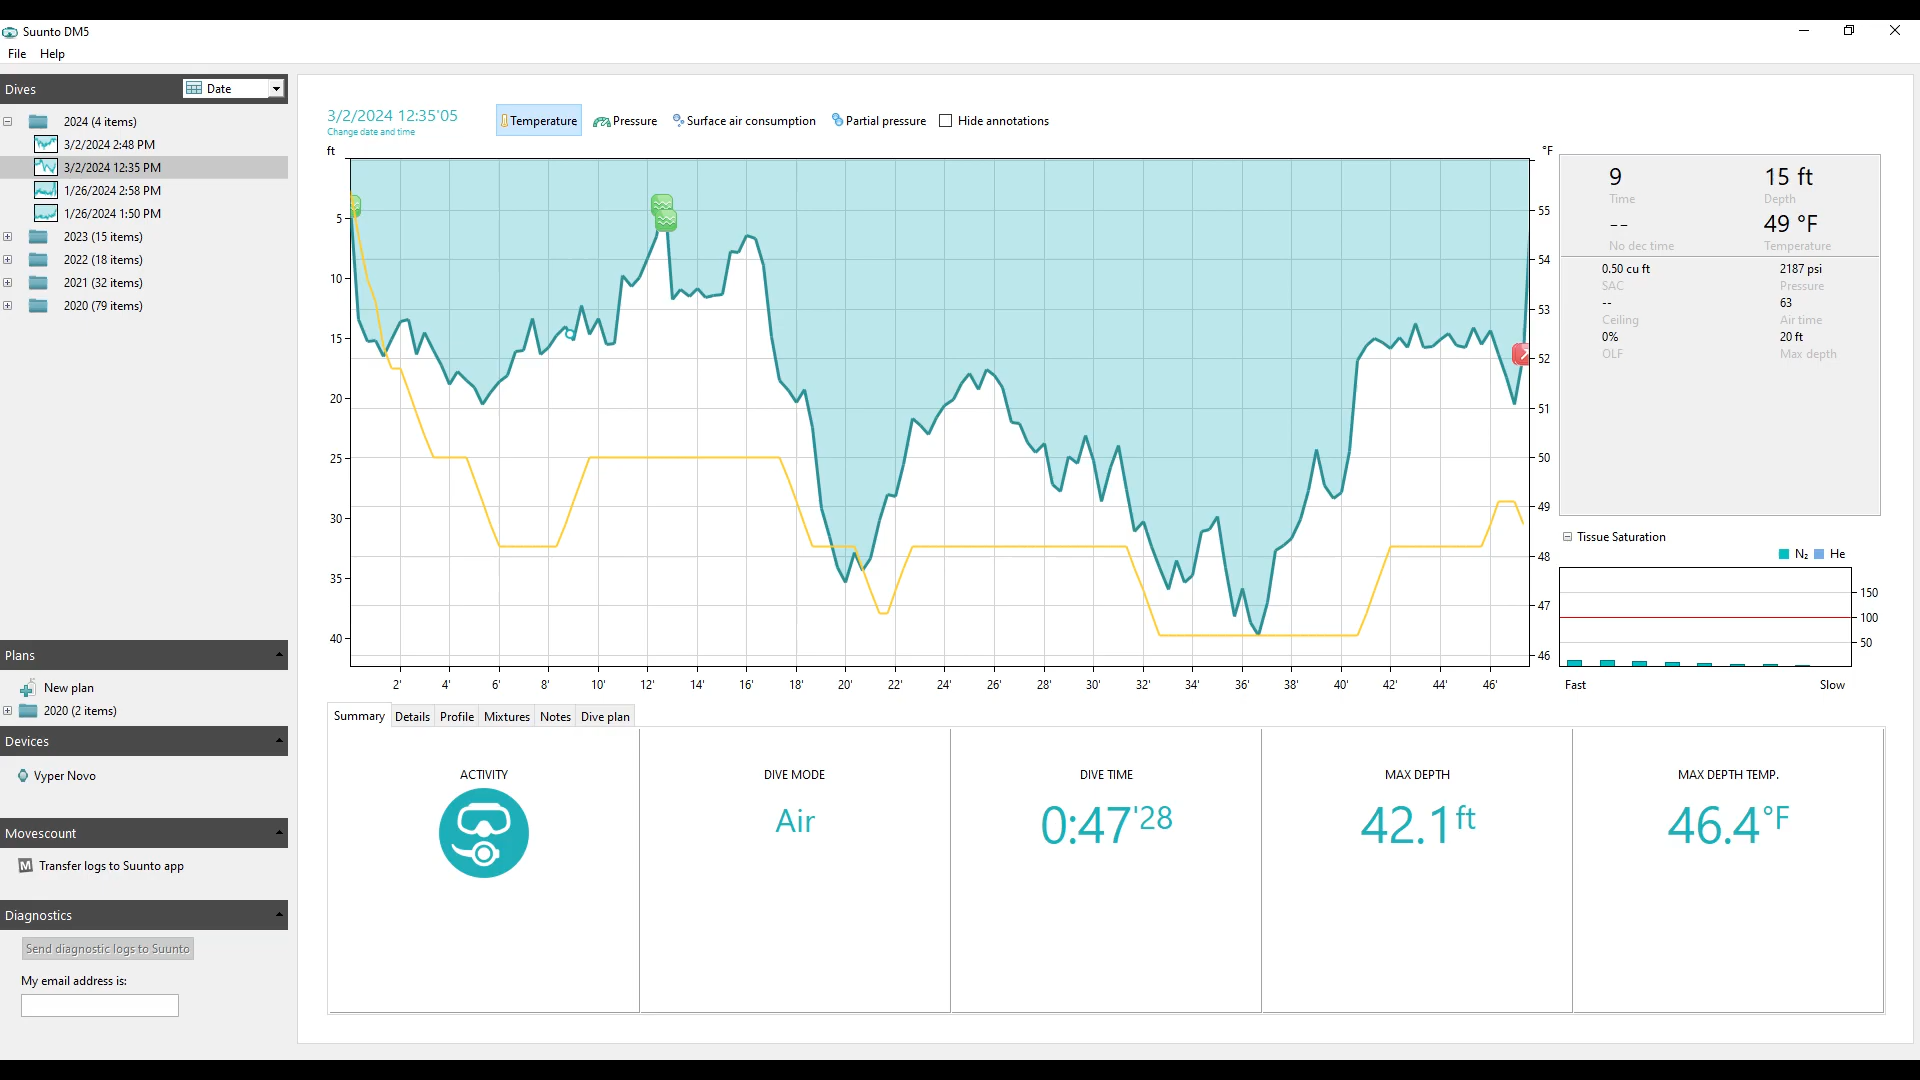 Suunto DM5
File Help
Dives
Date
2024 (4 items)
3/2/2024 2:48 PM
3/2/2024 12:35 PM
1/26/2024 2:58 PM
1/26/2024 1:50 PM
2023 (15 items)
2022 (18 items)
2021 (32 items)
2020 (79 items)
Plans
New plan
2020 (2 items)
Devices
Vyper Novo
Movescount
M Transfer logs to Suunto app
Diagnostics
Send diagnostic logs to Suunto
My email address is:
3/2/2024 12:35'05
Change date and time
Temperature Pressure Surface air consumption Partial pressure Hide annotations
ft
5
10
15
20
25
30
35
40
°F
55
54
53
52
51
50
49
48
47
46
2' 4' 6' 8' 10' 12' 14' 16' 18' 20' 22' 24' 26' 28' 30' 32' 34' 36' 38' 40' 42' 44' 46'
9 15 ft
Time Depth
-- 49 °F
No dec time Temperature
0.50 cu ft 2187 psi
SAC Pressure
-- 63
Ceiling Air time
0% 20 ft
OLF Max depth
Tissue Saturation
N₂ He
150
100
50
Fast Slow
Summary Details Profile Mixtures Notes Dive plan
ACTIVITY DIVE MODE DIVE TIME MAX DEPTH MAX DEPTH TEMP.
Air 0:47'28 42.1 ft 46.4 °F